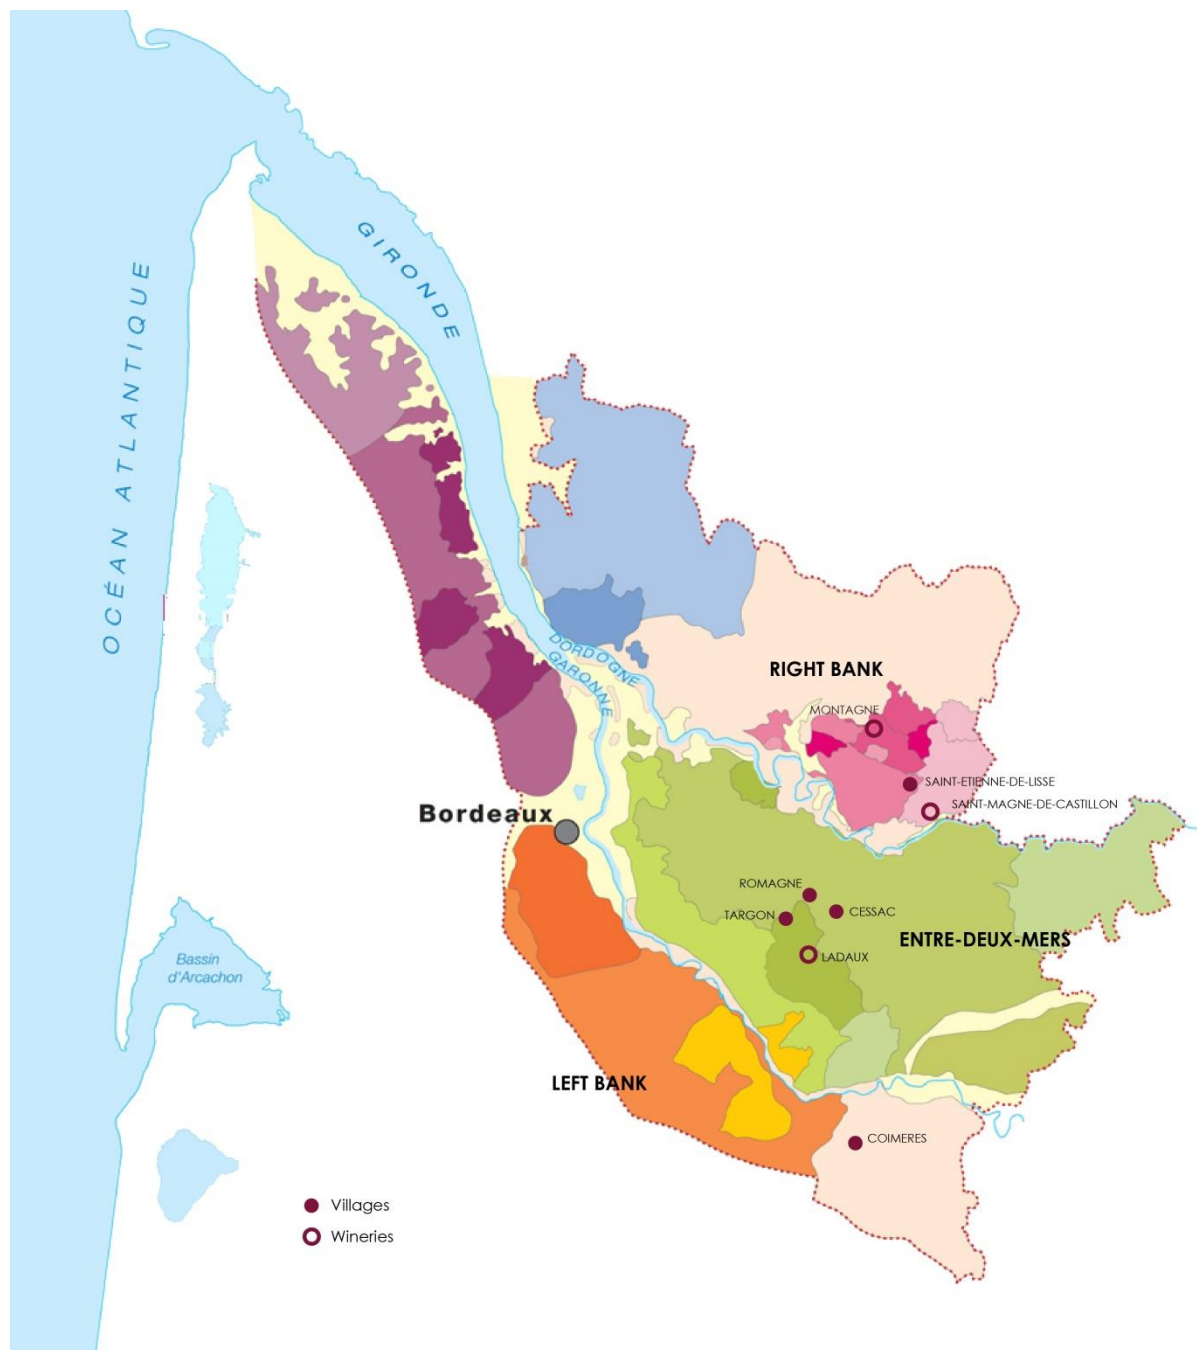 GIRONDE
OCÉAN ATLANTIQUE
DORDOGNE
GARONNE
RIGHT BANK
MONTAGNE
SAINT-ETIENNE-DE-LISSE
SAINT-MAGNE-DE-CASTILLON
Bordeaux
ROMAGNE
CESSAC
TARGON
ENTRE-DEUX-MERS
LADAUX
Bassin
d'Arcachon
LEFT BANK
COIMERES
Villages
Wineries